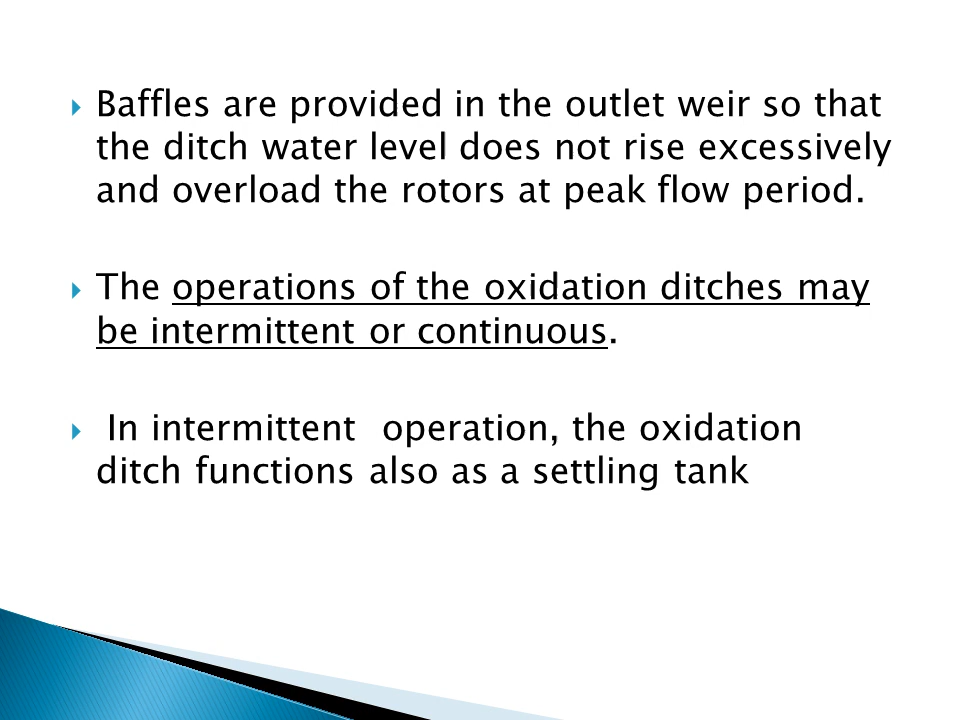 Baffles are provided in the outlet weir so that
the ditch water level does not rise excessively
and overload the rotors at peak flow period.
The operations of the oxidation ditches may
be intermittent or continuous.
In intermittent  operation, the oxidation
ditch functions also as a settling tank